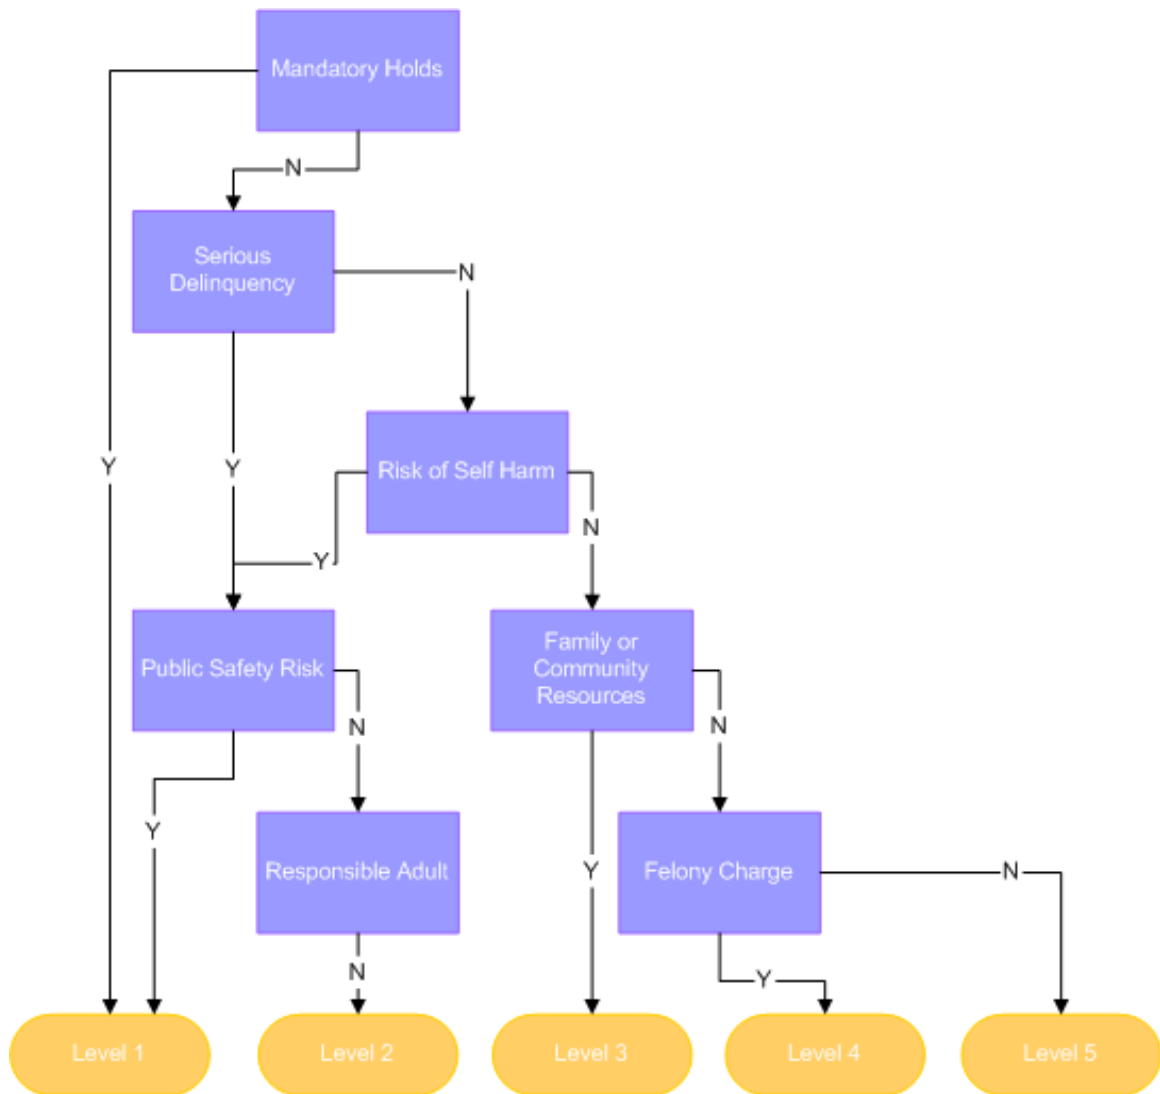 Mandatory Holds
N
Serious
Delinquency
N
Y
Y
Risk of Self Harm
N
Y
Public Safety Risk
Family or
Community
Resources
N
N
Y
Responsible Adult
Y
Felony Charge
N
N
Y
Level 1
Level 2
Level 3
Level 4
Level 5